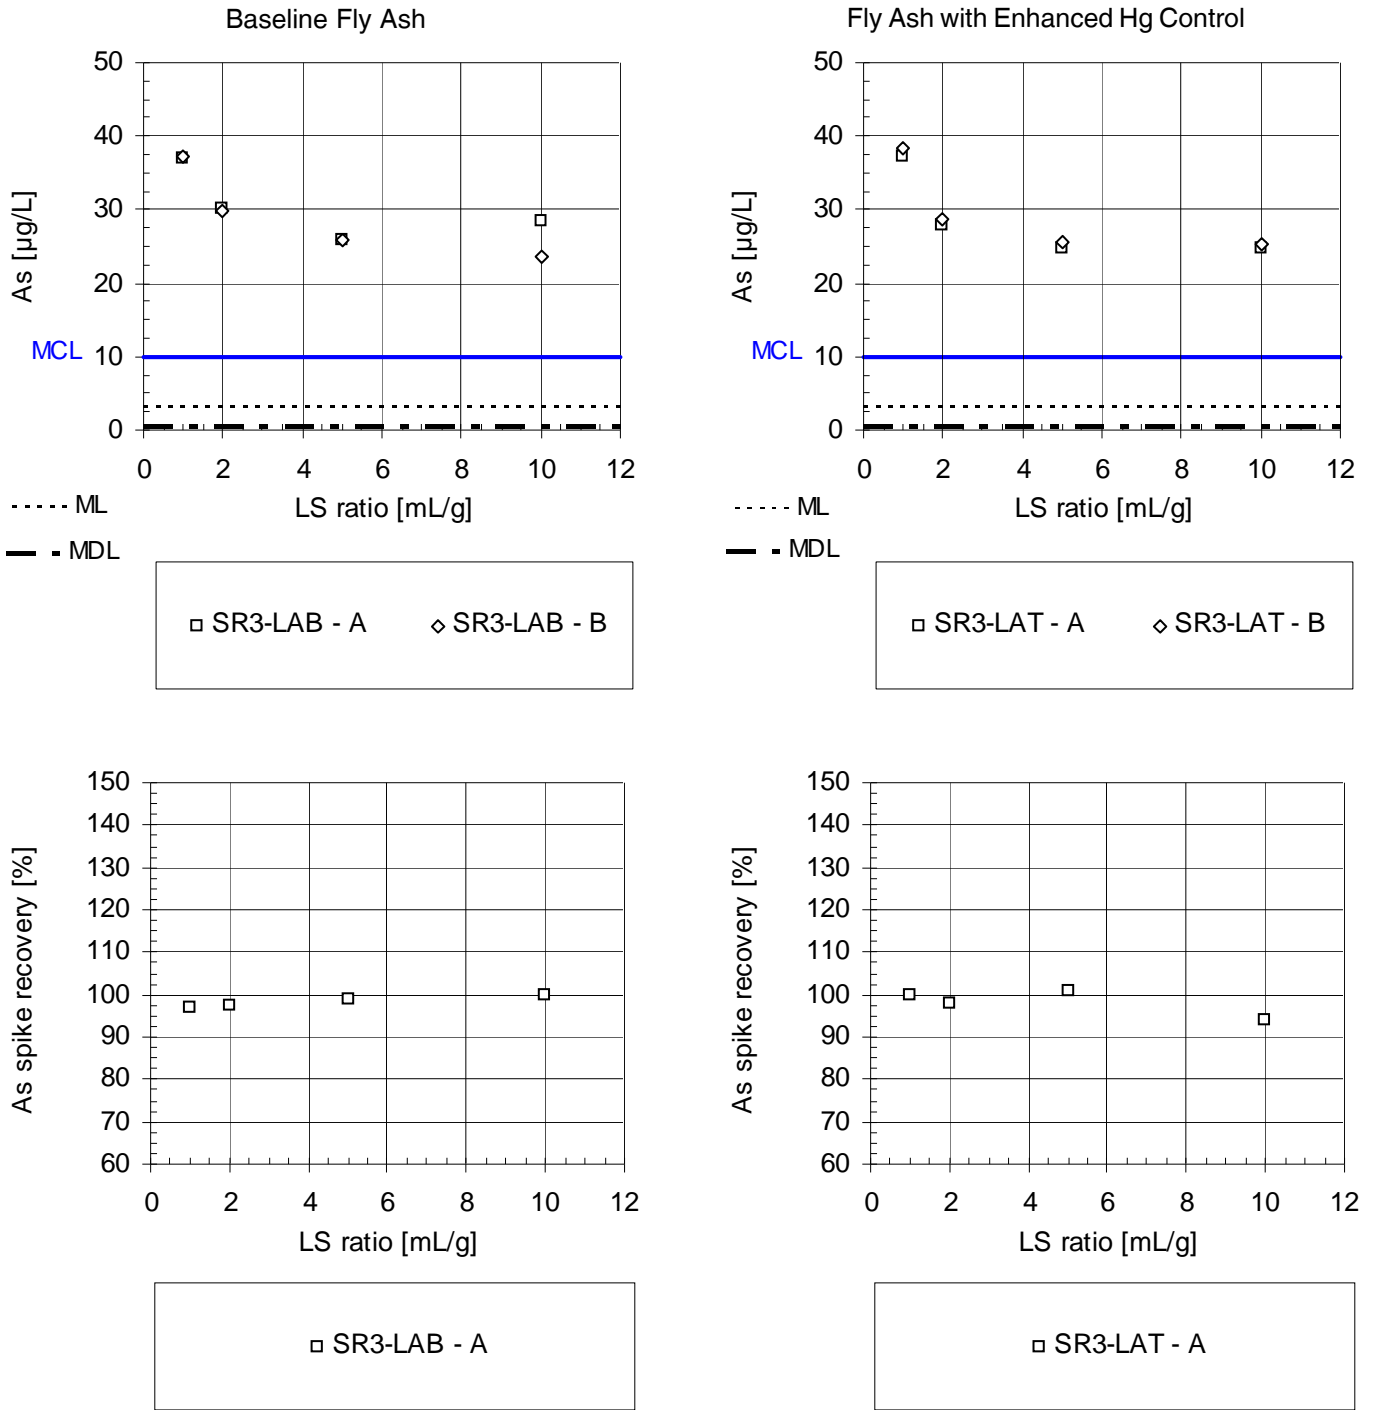 Baseline Fly Ash
50
40
30
20
10
0
As [µg/L]
MCL
0 2 4 6 8 10 12
LS ratio [mL/g]
ML
MDL
SR3-LAB - A SR3-LAB - B
Fly Ash with Enhanced Hg Control
50
40
30
20
10
0
As [µg/L]
MCL
0 2 4 6 8 10 12
LS ratio [mL/g]
ML
MDL
SR3-LAT - A SR3-LAT - B
150
140
130
120
110
100
90
80
70
60
As spike recovery [%]
0 2 4 6 8 10 12
LS ratio [mL/g]
SR3-LAB - A
150
140
130
120
110
100
90
80
70
60
As spike recovery [%]
0 2 4 6 8 10 12
LS ratio [mL/g]
SR3-LAT - A